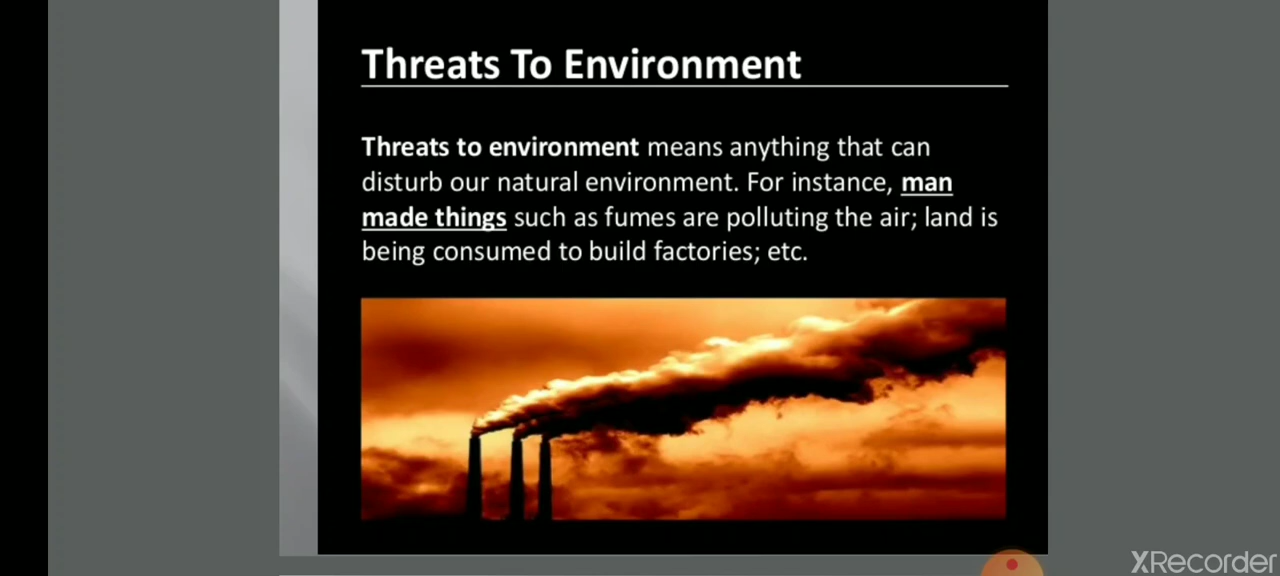 Threats To Environment
Threats to environment means anything that can
disturb our natural environment. For instance, man
made things such as fumes are polluting the air; land is
being consumed to build factories; etc.
XRecorder